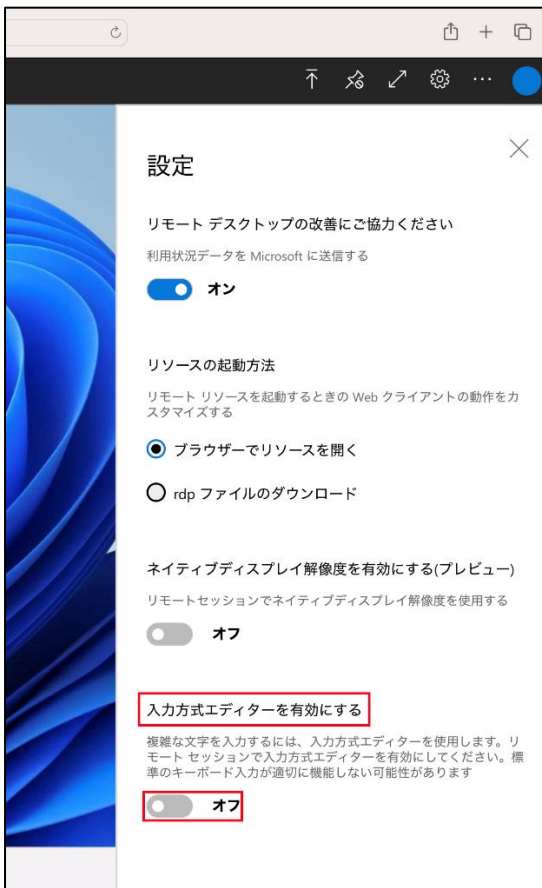 設定
リモート デスクトップの改善にご協力ください
利用状況データを Microsoft に送信する
オン
リソースの起動方法
リモート リソースを起動するときの Web クライアントの動作をカ
スタマイズする
ブラウザーでリソースを開く
rdp ファイルのダウンロード
ネイティブディスプレイ解像度を有効にする(プレビュー)
リモートセッションでネイティブディスプレイ解像度を使用する
オフ
入力方式エディターを有効にする
複雑な文字を入力するには、入力方式エディターを使用します。リ
モート セッションで入力方式エディターを有効にしてください。標
準のキーボード入力が適切に機能しない可能性があります
オフ